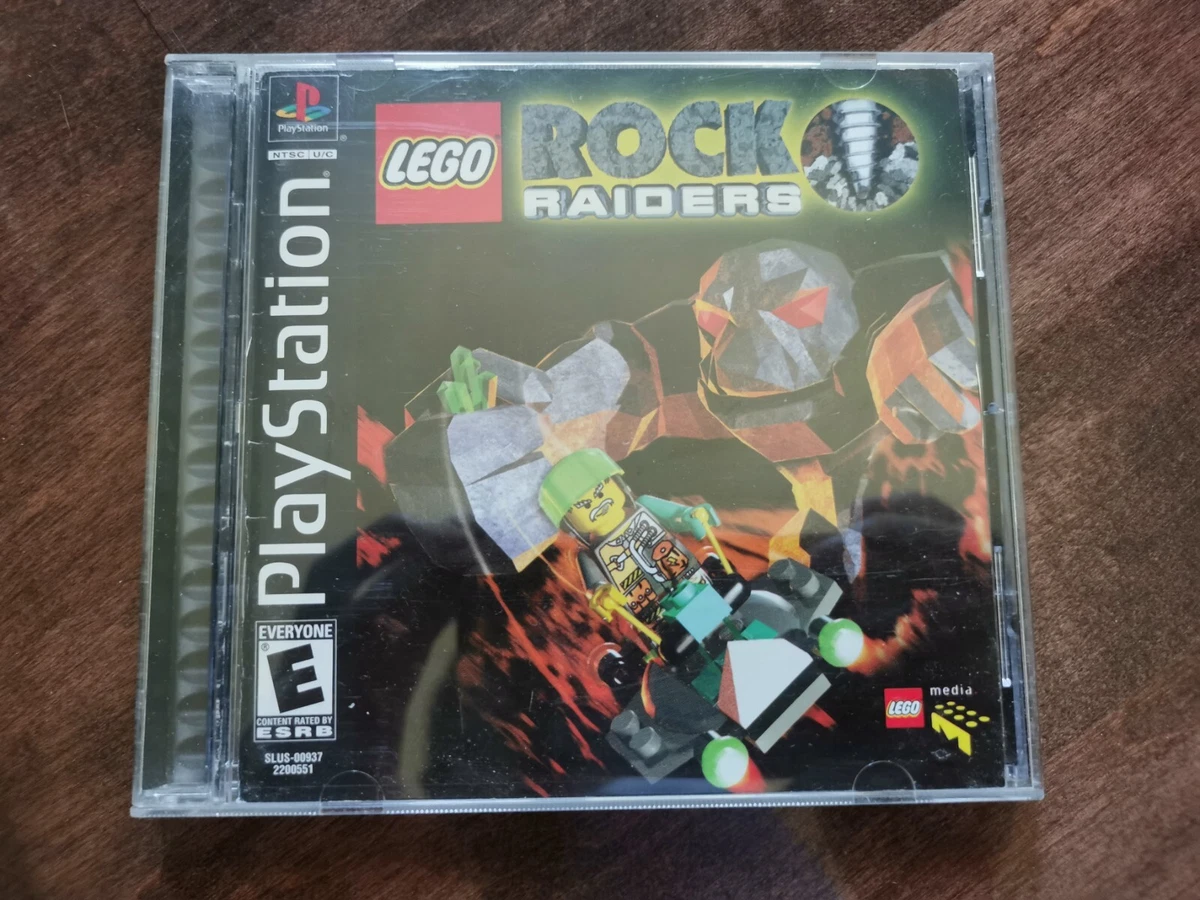 PlayStation
NTSC U/C
PlayStation
LEGO
ROCK
RAIDERS
EVERYONE
E
CONTENT RATED BY
ESRB
SLUS-00937
2200551
LEGO
media